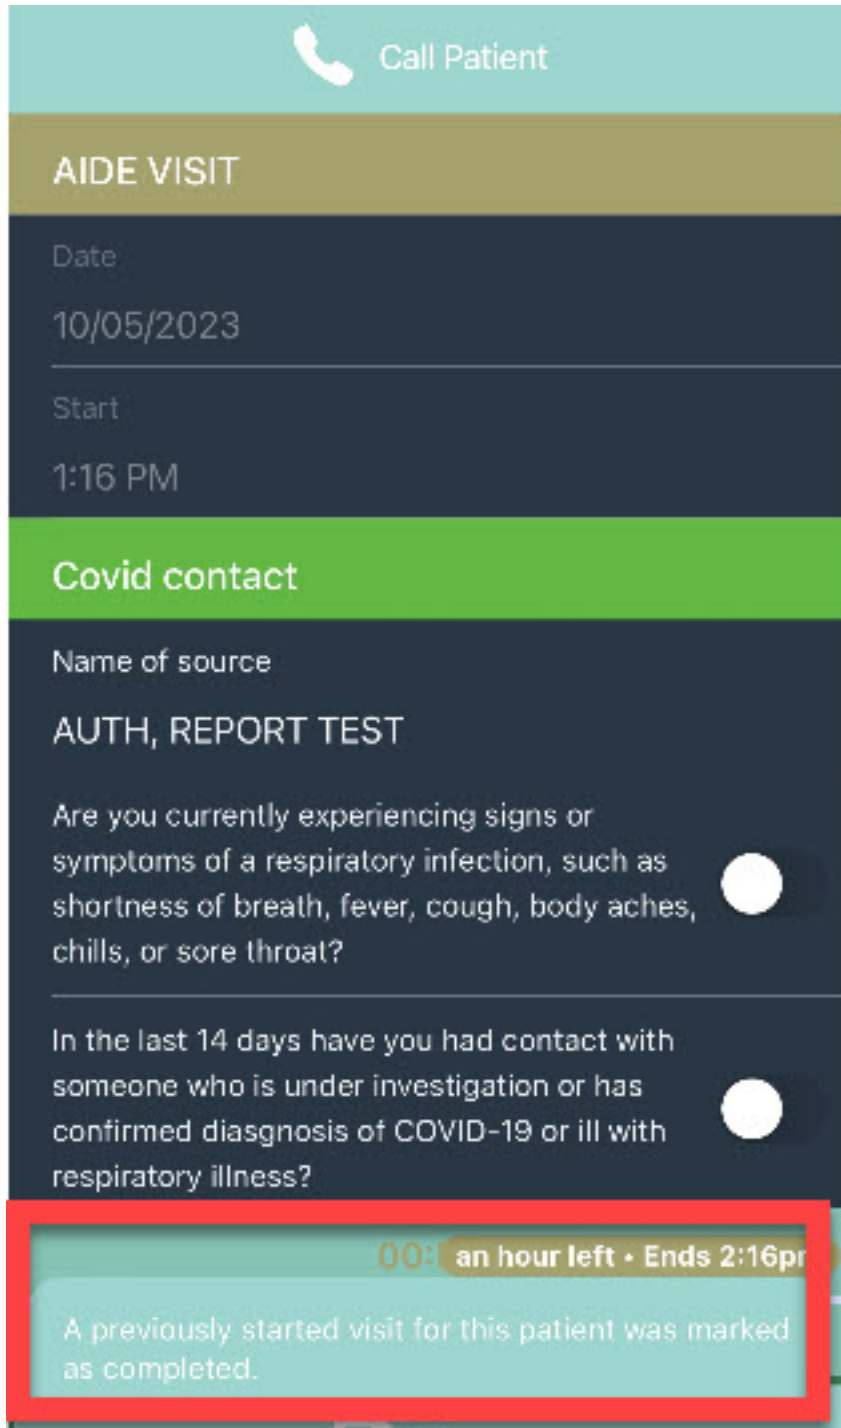 Call Patient
AIDE VISIT
Date
10/05/2023
Start
1:16 PM
Covid contact
Name of source
AUTH, REPORT TEST
Are you currently experiencing signs or
symptoms of a respiratory infection, such as
shortness of breath, fever, cough, body aches,
chills, or sore throat?
In the last 14 days have you had contact with
someone who is under investigation or has
confirmed diasgnosis of COVID-19 or ill with
respiratory illness?
00: an hour left • Ends 2:16pm
A previously started visit for this patient was marked
as completed.